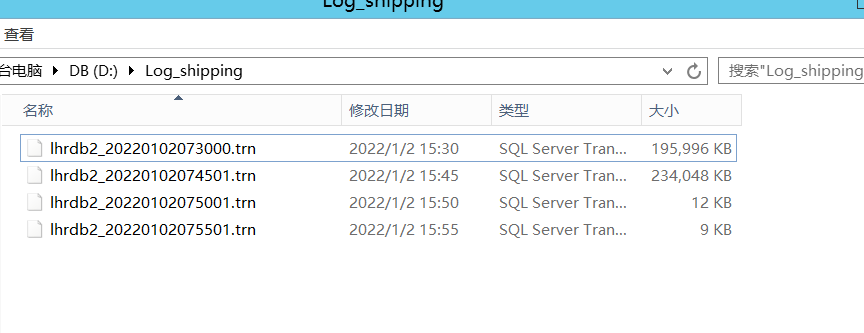 Log_shipping
查看
台电脑 DB (D:) Log_shipping 搜索"Log_shipping
名称 修改日期 类型 大小
lhrdb2_20220102073000.trn 2022/1/2 15:30 SQL Server Tran... 195,996 KB
lhrdb2_20220102074501.trn 2022/1/2 15:45 SQL Server Tran... 234,048 KB
lhrdb2_20220102075001.trn 2022/1/2 15:50 SQL Server Tran... 12 KB
lhrdb2_20220102075501.trn 2022/1/2 15:55 SQL Server Tran... 9 KB